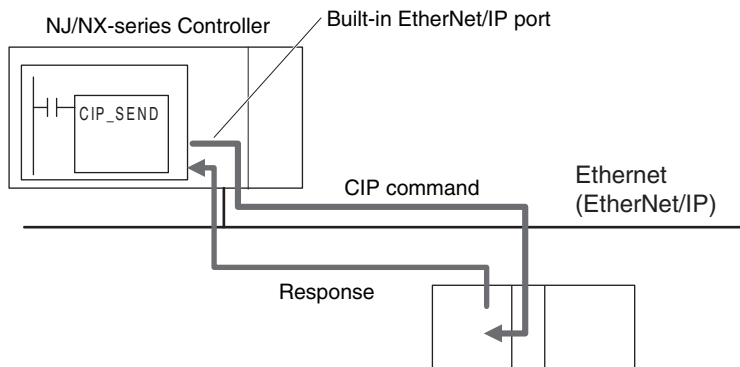 NJ/NX-series Controller
Built-in EtherNet/IP port
CIP_SEND
CIP command
Ethernet
(EtherNet/IP)
Response